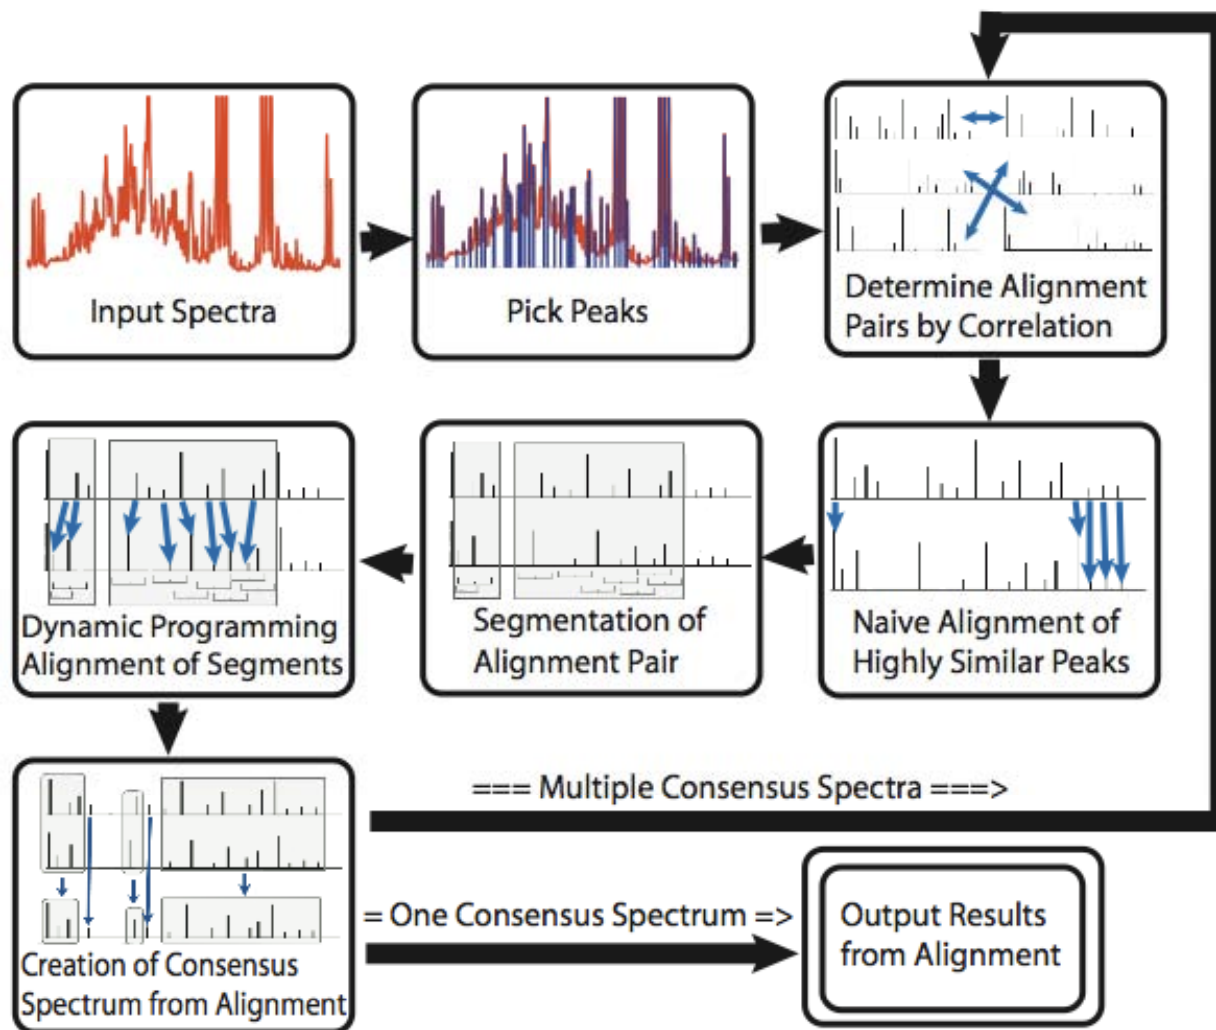 Input Spectra
Pick Peaks
Determine Alignment
Pairs by Correlation
Dynamic Programming
Alignment of Segments
Segmentation of
Alignment Pair
Naive Alignment of
Highly Similar Peaks
=== Multiple Consensus Spectra ===>
= One Consensus Spectrum =>
Creation of Consensus
Spectrum from Alignment
Output Results
from Alignment